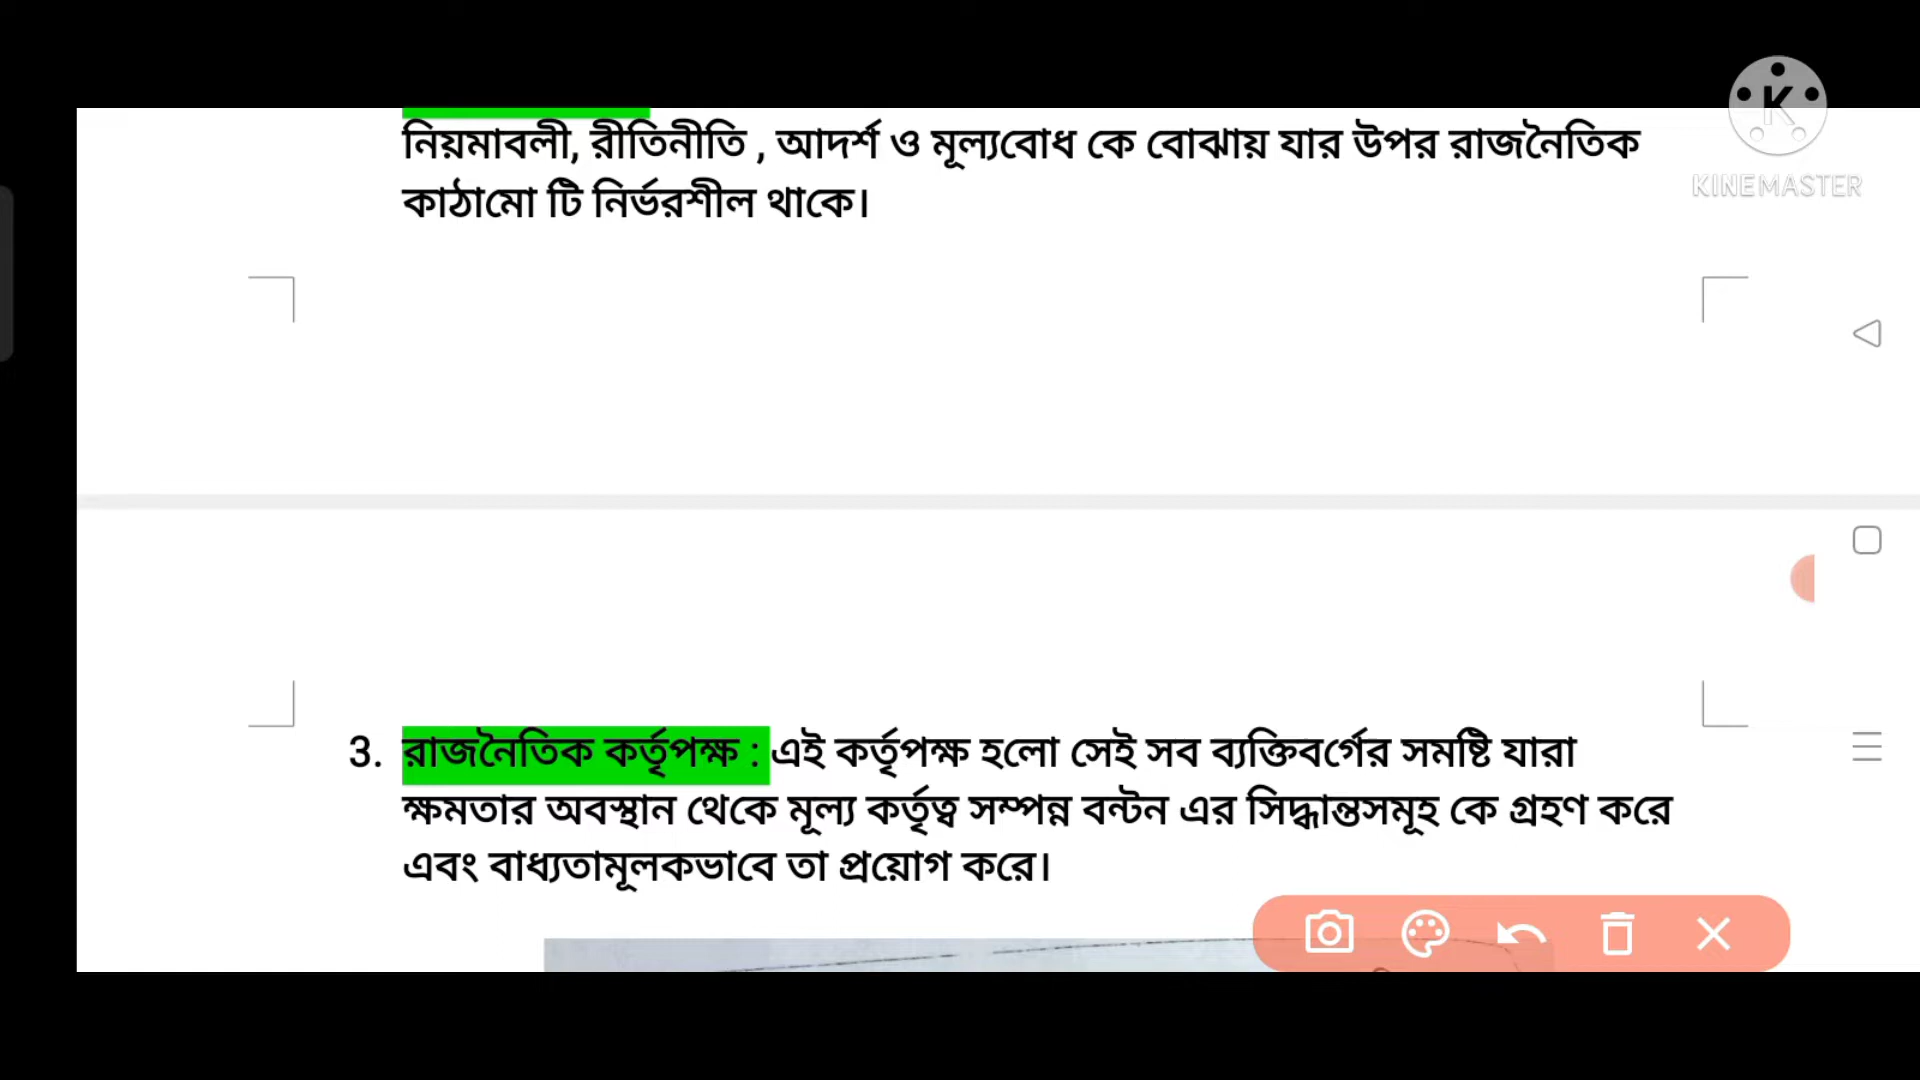 নিয়মাবলী, রীতিনীতি , আদর্শ ও মূল্যবোধ কে বোঝায় যার উপর রাজনৈতিক
কাঠামো টি নির্ভরশীল থাকে।
K
KINEMASTER
3. রাজনৈতিক কর্তৃপক্ষ : এই কর্তৃপক্ষ হলো সেই সব ব্যক্তিবর্গের সমষ্টি যারা
ক্ষমতার অবস্থান থেকে মূল্য কর্তৃত্ব সম্পন্ন বন্টন এর সিদ্ধান্তসমূহ কে গ্রহণ করে
এবং বাধ্যতামূলকভাবে তা প্রয়োগ করে।